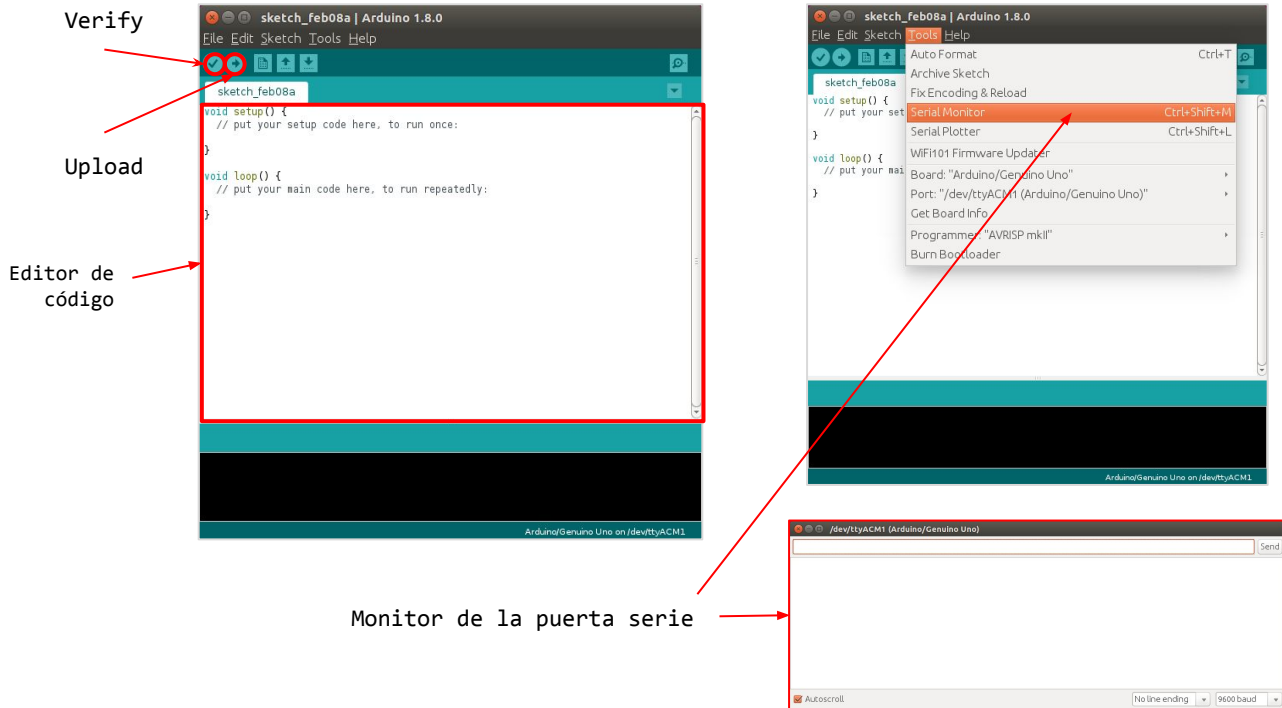 Verify
Upload
Editor de
código
sketch_feb08a | Arduino 1.8.0
File Edit Sketch Tools Help
sketch_feb08a
void setup() {
// put your setup code here, to run once:
}
void loop() {
// put your main code here, to run repeatedly:
}
Arduino/Genuino Uno on /dev/ttyACM1
sketch_feb08a | Arduino 1.8.0
File Edit Sketch Tools Help
sketch_feb08a
void setup() {
// put your set
}
void loop() {
// put your mai
}
Auto Format Ctrl+T
Archive Sketch
Fix Encoding & Reload
Serial Monitor Ctrl+Shift+M
Serial Plotter Ctrl+Shift+L
WiFi101 Firmware Updater
Board: "Arduino/Genuino Uno"
Port: "/dev/ttyACM1 (Arduino/Genuino Uno)"
Get Board Info
Programmer: "AVRISP mkII"
Burn Bootloader
Arduino/Genuino Uno on /dev/ttyACM1
Monitor de la puerta serie
/dev/ttyACM1 (Arduino/Genuino Uno)
Send
Autoscroll
No line ending
9600 baud